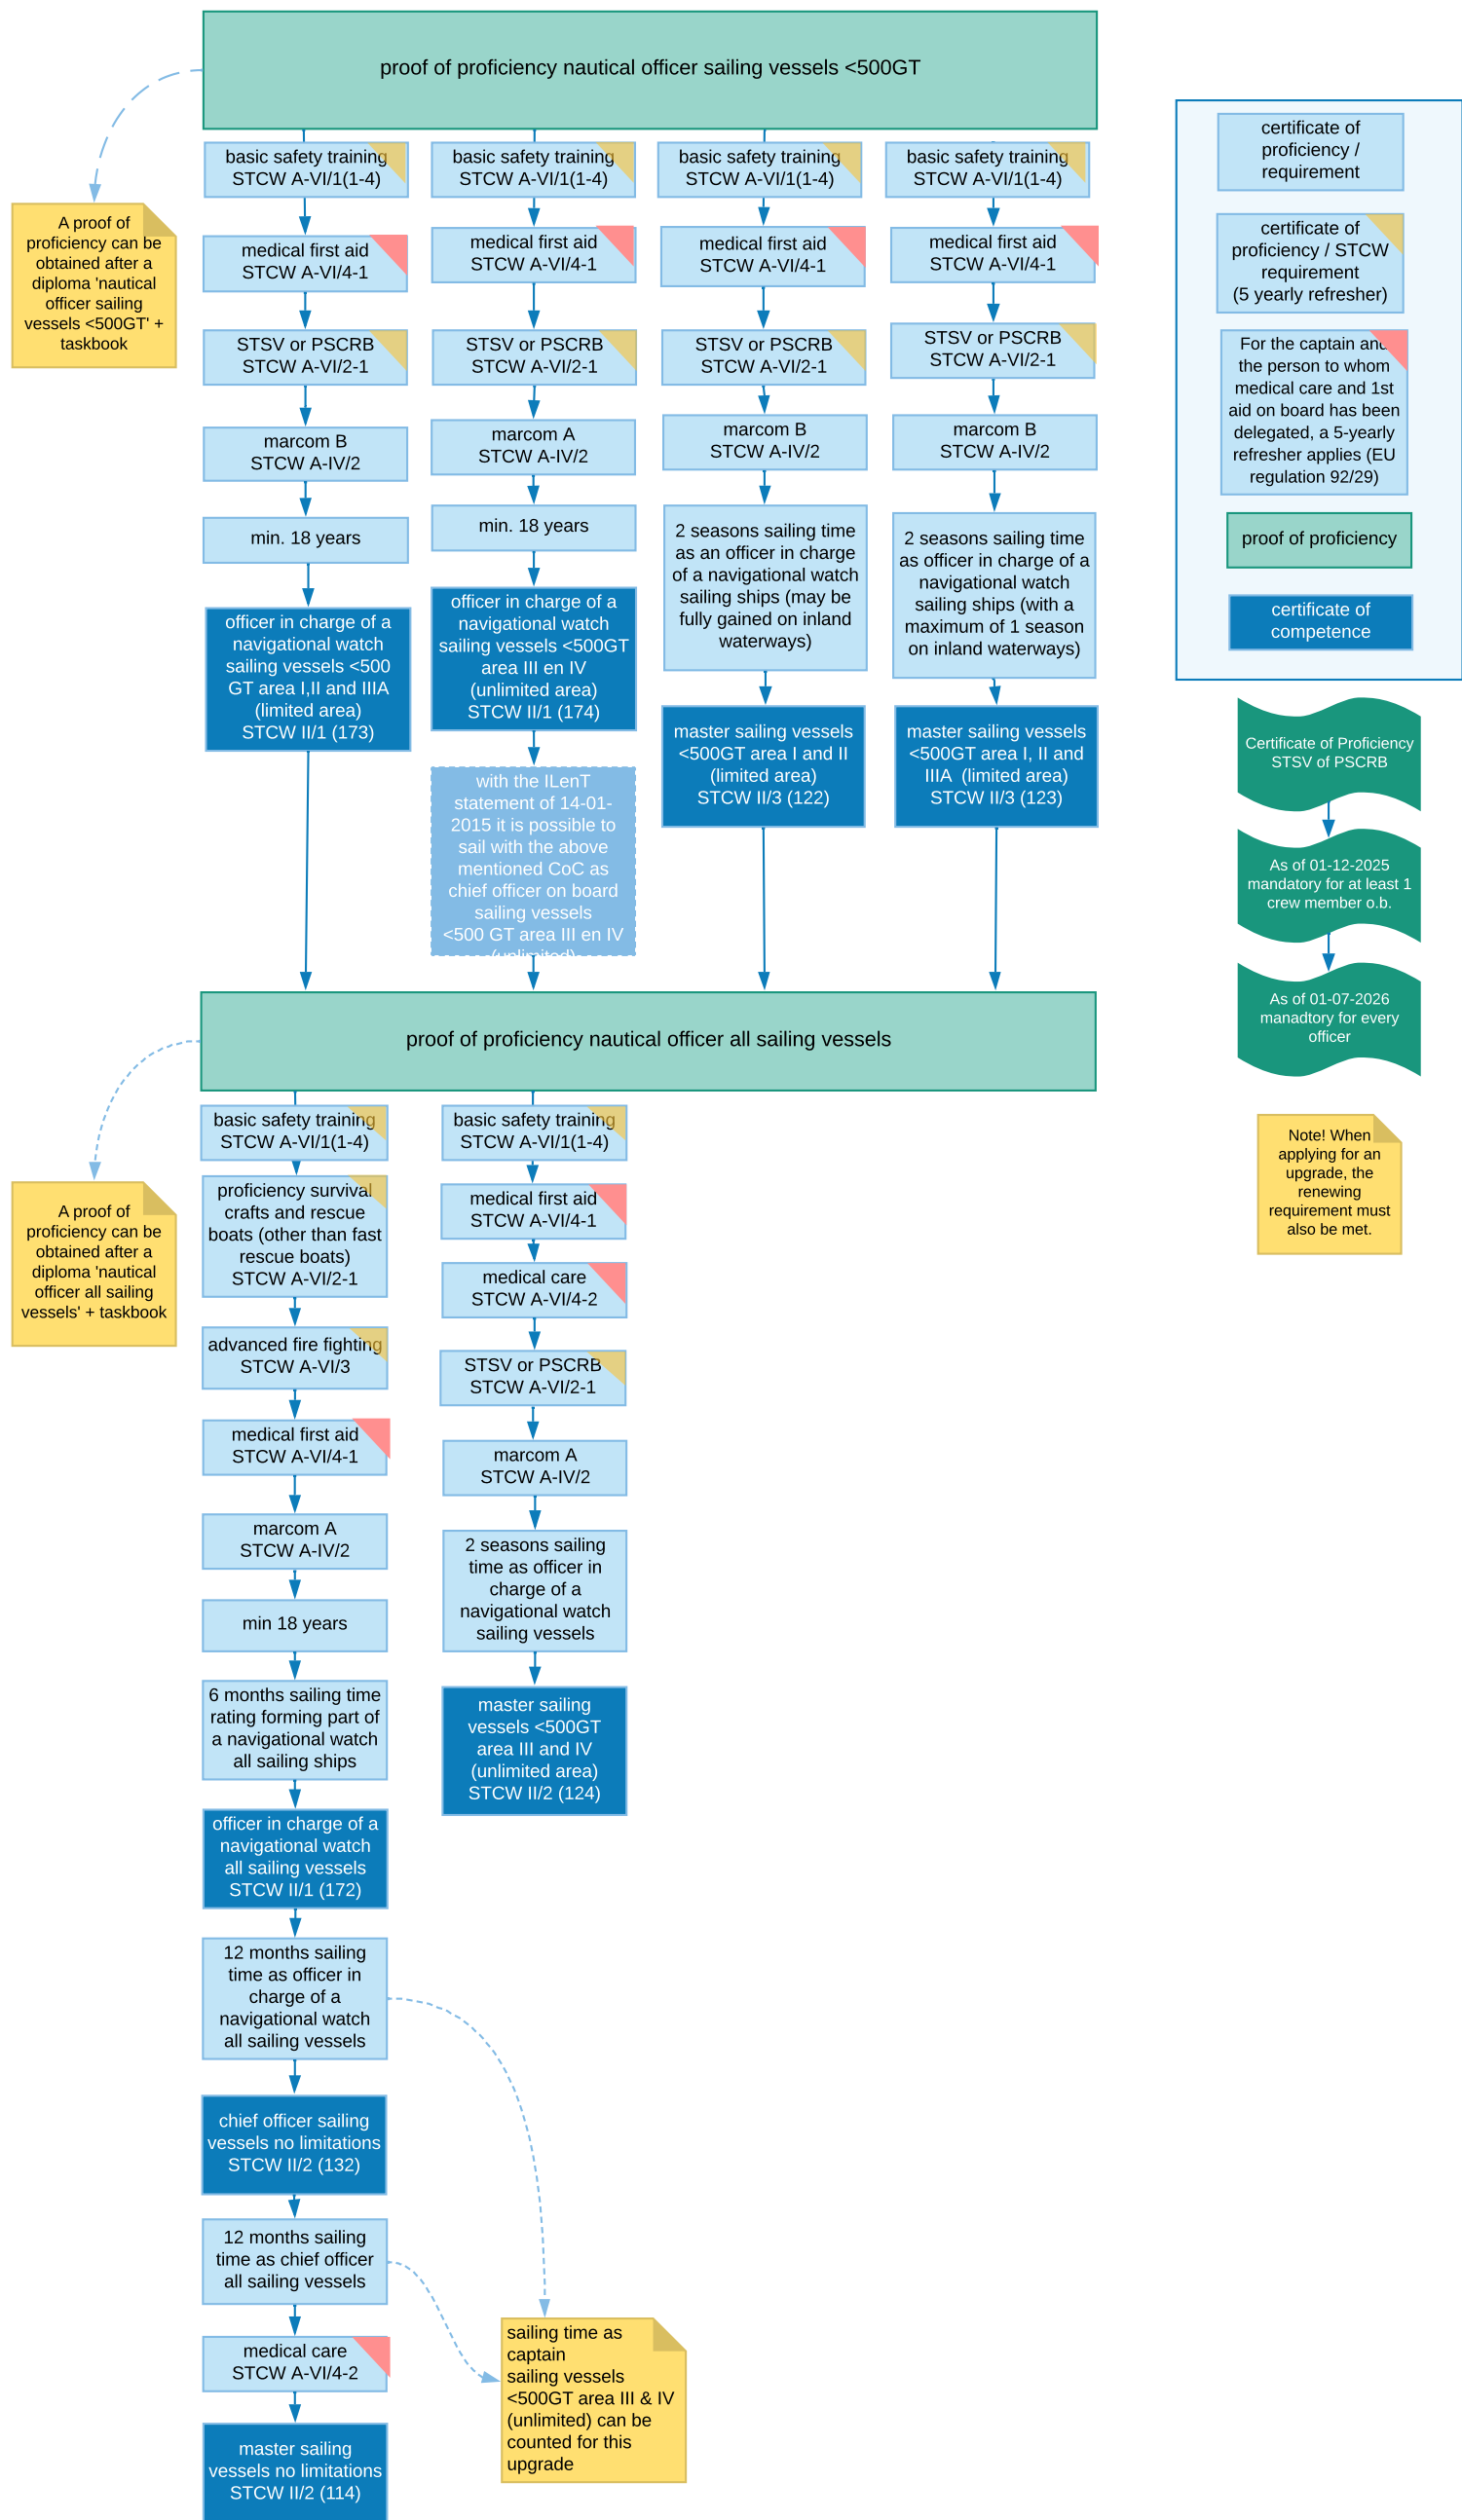 proof of proficiency nautical officer sailing vessels <500GT
A proof of
proficiency can be
obtained after a
diploma 'nautical
officer sailing
vessels <500GT' +
taskbook
basic safety training
STCW A-VI/1(1-4)
medical first aid
STCW A-VI/4-1
STSV or PSCRB
STCW A-VI/2-1
marcom B
STCW A-IV/2
min. 18 years
officer in charge of a
navigational watch
sailing vessels <500
GT area I,II and IIIA
(limited area)
STCW II/1 (173)
basic safety training
STCW A-VI/1(1-4)
medical first aid
STCW A-VI/4-1
STSV or PSCRB
STCW A-VI/2-1
marcom A
STCW A-IV/2
min. 18 years
officer in charge of a
navigational watch
sailing vessels <500GT
area III en IV
(unlimited area)
STCW II/1 (174)
with the ILenT
statement of 14-01-
2015 it is possible to
sail with the above
mentioned CoC as
chief officer on board
sailing vessels
<500 GT area III en IV
(unlimited)
basic safety training
STCW A-VI/1(1-4)
medical first aid
STCW A-VI/4-1
STSV or PSCRB
STCW A-VI/2-1
marcom B
STCW A-IV/2
2 seasons sailing time
as an officer in charge
of a navigational watch
sailing ships (may be
fully gained on inland
waterways)
master sailing vessels
<500GT area I and II
(limited area)
STCW II/3 (122)
basic safety training
STCW A-VI/1(1-4)
medical first aid
STCW A-VI/4-1
STSV or PSCRB
STCW A-VI/2-1
marcom B
STCW A-IV/2
2 seasons sailing time
as officer in charge of a
navigational watch
sailing ships (with a
maximum of 1 season
on inland waterways)
master sailing vessels
<500GT area I, II and
IIIA (limited area)
STCW II/3 (123)
certificate of
proficiency /
requirement
certificate of
proficiency / STCW
requirement
(5 yearly refresher)
For the captain and
the person to whom
medical care and 1st
aid on board has been
delegated, a 5-yearly
refresher applies (EU
regulation 92/29)
proof of proficiency
certificate of
competence
Certificate of Proficiency
STSV of PSCRB
As of 01-12-2025
mandatory for at least 1
crew member o.b.
As of 01-07-2026
manadtory for every
officer
Note! When
applying for an
upgrade, the
renewing
requirement must
also be met.
proof of proficiency nautical officer all sailing vessels
A proof of
proficiency can be
obtained after a
diploma 'nautical
officer all sailing
vessels' + taskbook
basic safety training
STCW A-VI/1(1-4)
proficiency survival
crafts and rescue
boats (other than fast
rescue boats)
STCW A-VI/2-1
advanced fire fighting
STCW A-VI/3
medical first aid
STCW A-VI/4-1
marcom A
STCW A-IV/2
min 18 years
6 months sailing time
rating forming part of
a navigational watch
all sailing ships
officer in charge of a
navigational watch
all sailing vessels
STCW II/1 (172)
12 months sailing
time as officer in
charge of a
navigational watch
all sailing vessels
chief officer sailing
vessels no limitations
STCW II/2 (132)
12 months sailing
time as chief officer
all sailing vessels
medical care
STCW A-VI/4-2
master sailing
vessels no limitations
STCW II/2 (114)
basic safety training
STCW A-VI/1(1-4)
medical first aid
STCW A-VI/4-1
medical care
STCW A-VI/4-2
STSV or PSCRB
STCW A-VI/2-1
marcom A
STCW A-IV/2
2 seasons sailing
time as officer in
charge of a
navigational watch
sailing vessels
master sailing
vessels <500GT
area III and IV
(unlimited area)
STCW II/2 (124)
sailing time as
captain
sailing vessels
<500GT area III & IV
(unlimited) can be
counted for this
upgrade